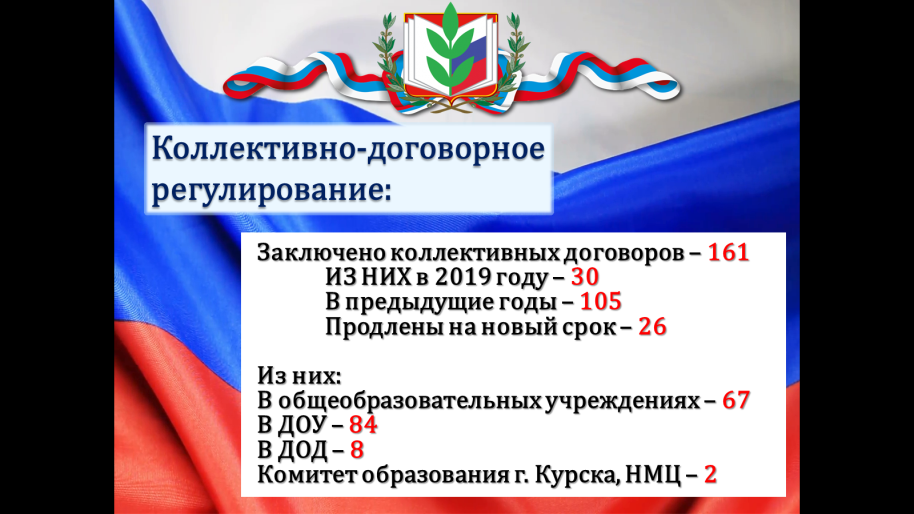 Коллективно-договорное
регулирование:
Заключено коллективных договоров – 161
ИЗ НИХ в 2019 году – 30
В предыдущие годы – 105
Продлены на новый срок – 26
Из них:
В общеобразовательных учреждениях – 67
В ДОУ – 84
В ДОД – 8
Комитет образования г. Курска, НМЦ – 2